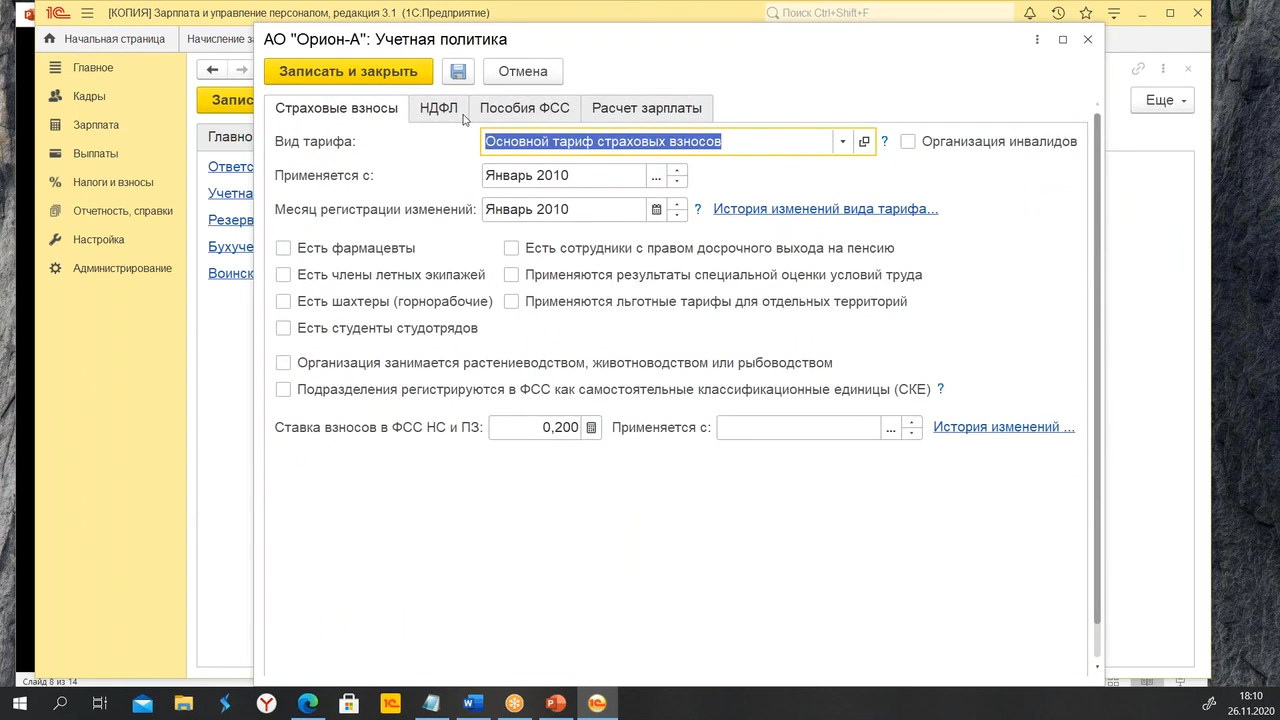 [КОПИЯ] Зарплата и управление персоналом, редакция 3.1 (1С:Предприятие)
Поиск Ctrl+Shift+F
Начальная страница
Начисление за
Главное
Кадры
Зарплата
Выплаты
Налоги и взносы
Отчетность, справки
Настройка
Администрирование
Запис
Еще
Главно
Ответс
Учетна
Резерв
Бухуче
Воинск
АО "Орион-А": Учетная политика
Записать и закрыть
Отмена
Страховые взносы
НДФЛ
Пособия ФСС
Расчет зарплаты
Вид тарифа:
Основной тариф страховых взносов
?
Организация инвалидов
Применяется с:
Январь 2010
...
Месяц регистрации изменений:
Январь 2010
?
История изменений вида тарифа...
Есть фармацевты
Есть сотрудники с правом досрочного выхода на пенсию
Есть члены летных экипажей
Применяются результаты специальной оценки условий труда
Есть шахтеры (горнорабочие)
Применяются льготные тарифы для отдельных территорий
Есть студенты студотрядов
Организация занимается растениеводством, животноводством или рыбоводством
Подразделения регистрируются в ФСС как самостоятельные классификационные единицы (СКЕ)
?
Ставка взносов в ФСС НС и ПЗ:
0,200
Применяется с:
...
История изменений ...
Слайд 8 из 14
18:10
26.11.2020